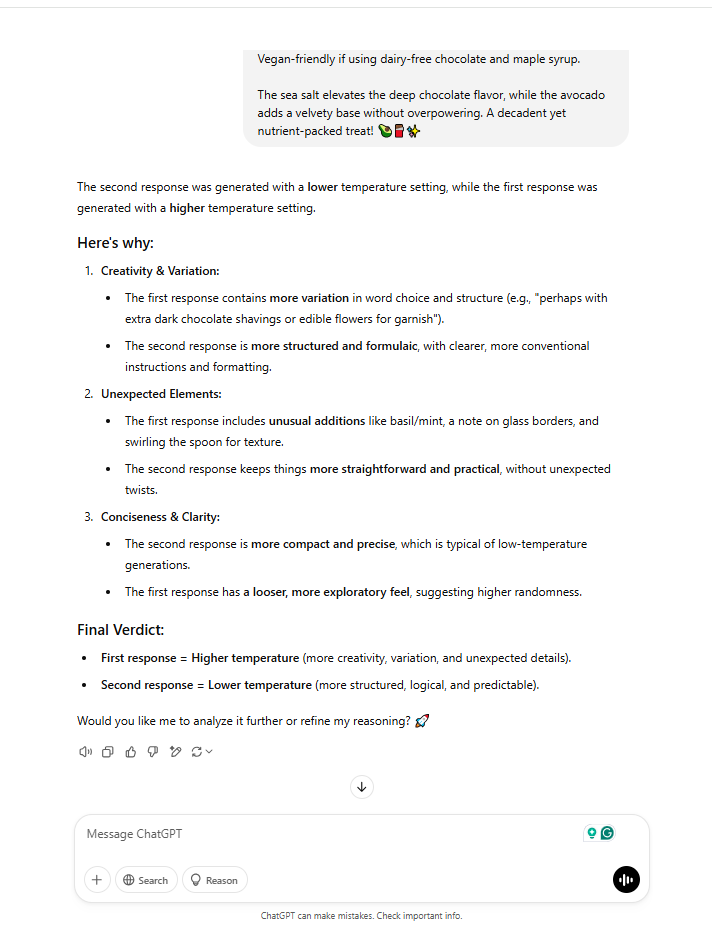 Vegan-friendly if using dairy-free chocolate and maple syrup.
The sea salt elevates the deep chocolate flavor, while the avocado
adds a velvety base without overpowering. A decadent yet
nutrient-packed treat! 🥑🍫✨
The second response was generated with a lower temperature setting, while the first response was
generated with a higher temperature setting.
Here's why:
1. Creativity & Variation:
• The first response contains more variation in word choice and structure (e.g., "perhaps with
extra dark chocolate shavings or edible flowers for garnish").
• The second response is more structured and formulaic, with clearer, more conventional
instructions and formatting.
2. Unexpected Elements:
• The first response includes unusual additions like basil/mint, a note on glass borders, and
swirling the spoon for texture.
• The second response keeps things more straightforward and practical, without unexpected
twists.
3. Conciseness & Clarity:
• The second response is more compact and precise, which is typical of low-temperature
generations.
• The first response has a looser, more exploratory feel, suggesting higher randomness.
Final Verdict:
• First response = Higher temperature (more creativity, variation, and unexpected details).
• Second response = Lower temperature (more structured, logical, and predictable).
Would you like me to analyze it further or refine my reasoning? 🚀
Message ChatGPT
Search
Reason
ChatGPT can make mistakes. Check important info.